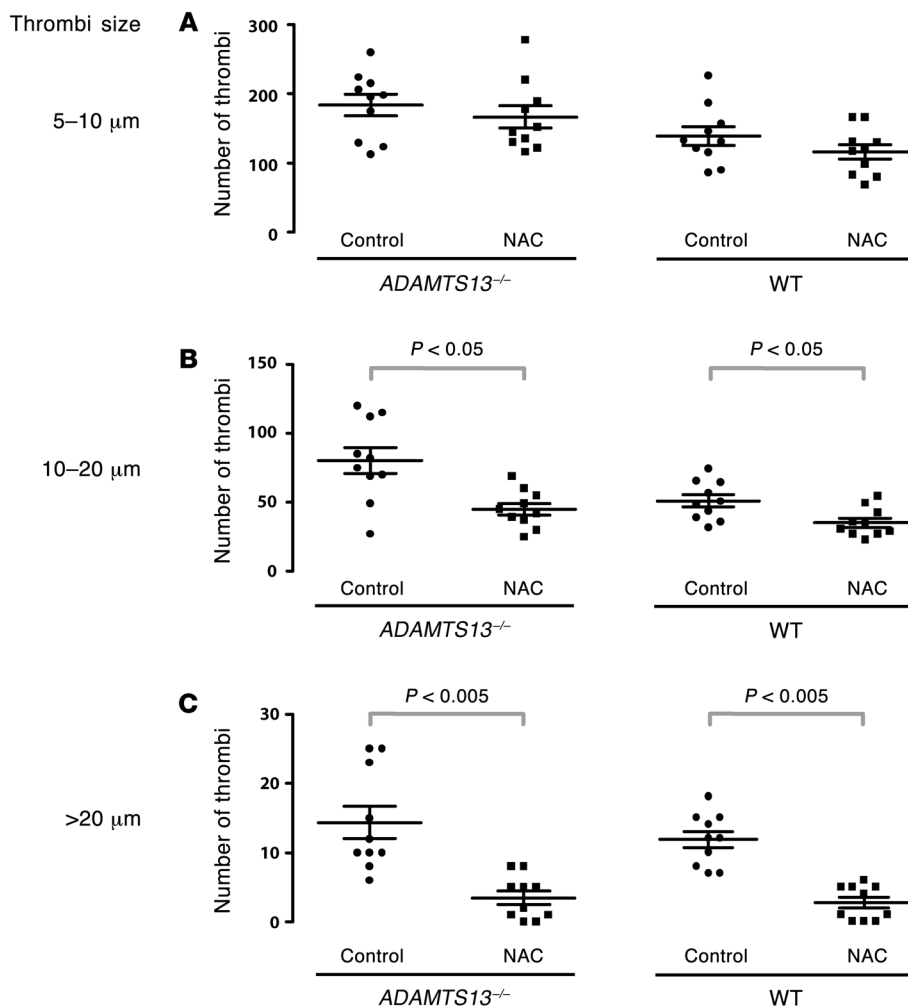 Thrombi size
A
Number of thrombi
300
200
100
0
5–10 μm
Control NAC Control NAC
ADAMTS13–/– WT
B
Number of thrombi
150
100
50
0
10–20 μm
P < 0.05 P < 0.05
Control NAC Control NAC
ADAMTS13–/– WT
C
Number of thrombi
30
20
10
0
>20 μm
P < 0.005 P < 0.005
Control NAC Control NAC
ADAMTS13–/– WT